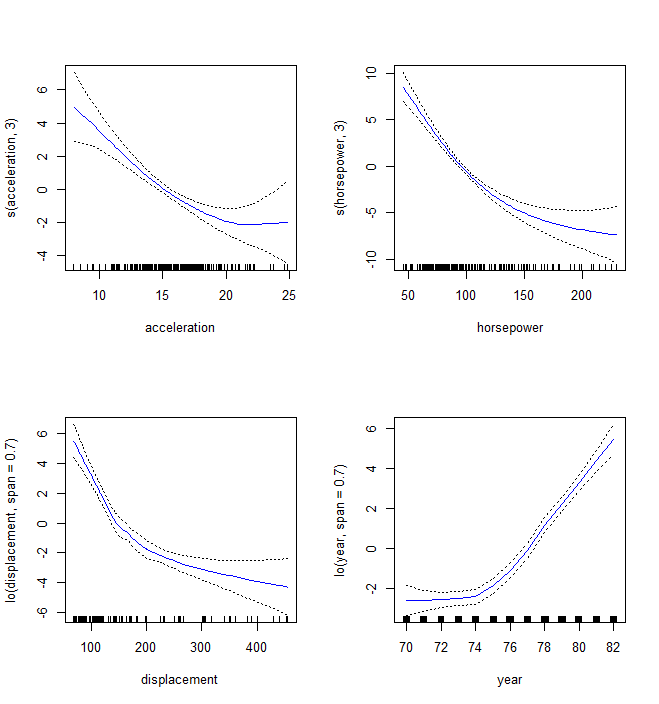 s(acceleration, 3)
6
4
2
0
-2
-4
10 15 20 25
acceleration
s(horsepower, 3)
10
5
0
-5
-10
50 100 150 200
horsepower
lo(displacement, span = 0.7)
6
4
2
0
-2
-4
-6
100 200 300 400
displacement
lo(year, span = 0.7)
6
4
2
0
-2
70 72 74 76 78 80 82
year